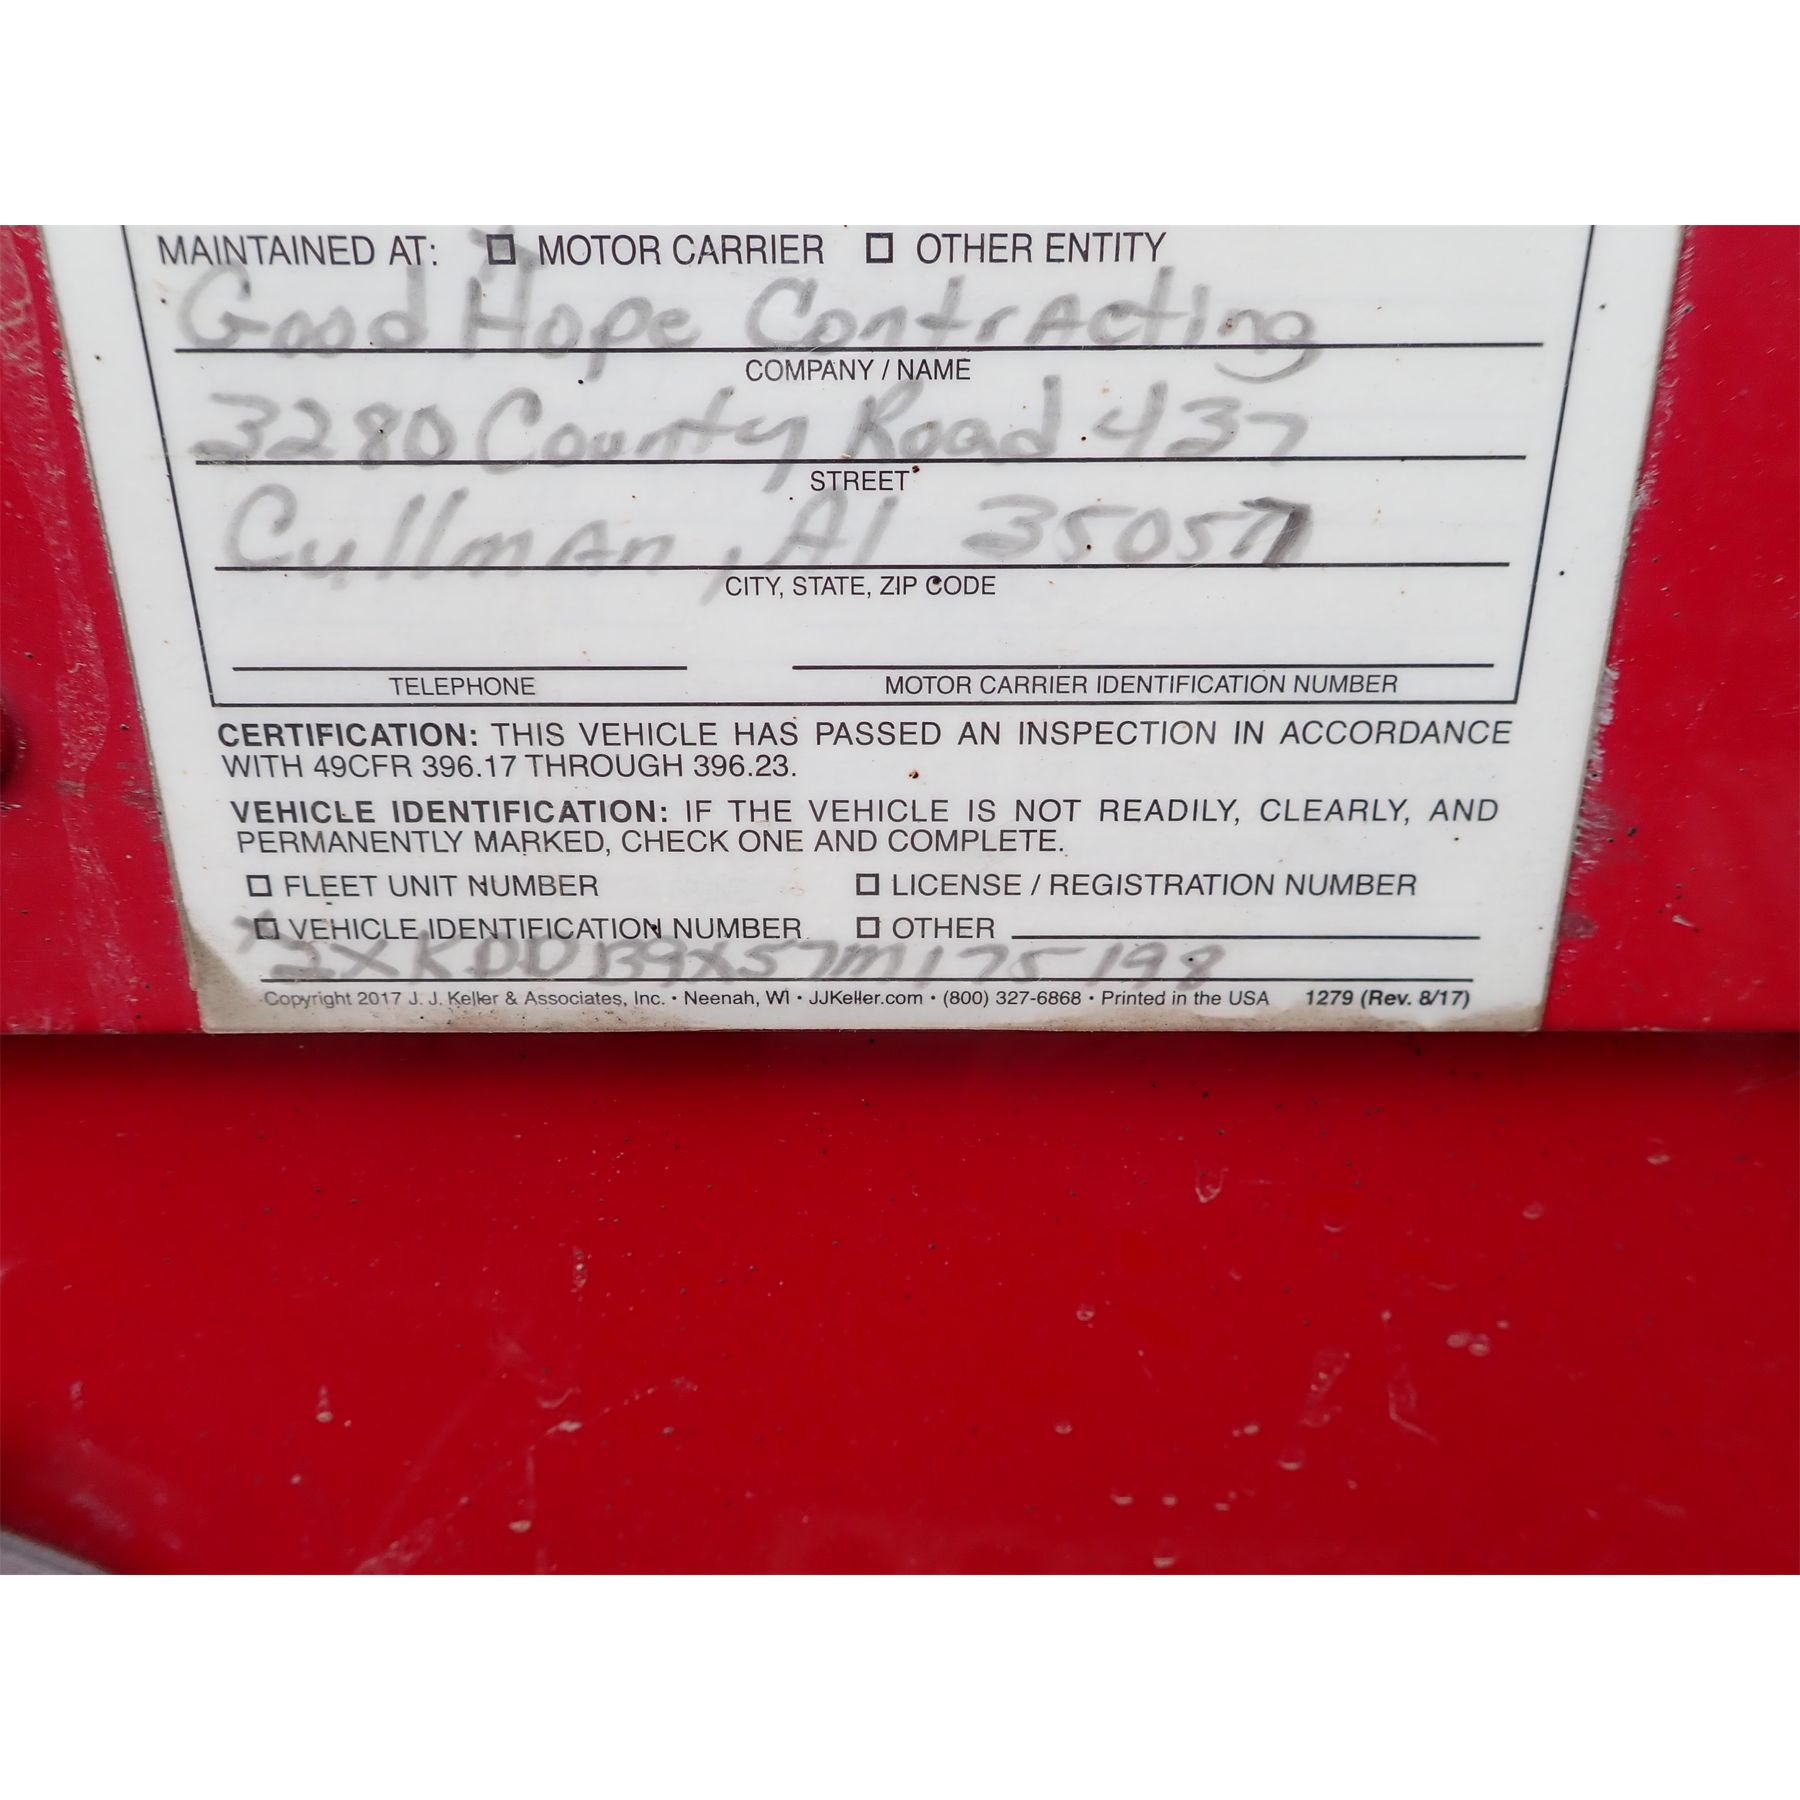 MAINTAINED AT: ☐ MOTOR CARRIER ☐ OTHER ENTITY
Good Hope Contracting
COMPANY / NAME
3280 County Road 437
STREET
Cullman, Al 35057
CITY, STATE, ZIP CODE
TELEPHONE MOTOR CARRIER IDENTIFICATION NUMBER
CERTIFICATION: THIS VEHICLE HAS PASSED AN INSPECTION IN ACCORDANCE
WITH 49CFR 396.17 THROUGH 396.23.
VEHICLE IDENTIFICATION: IF THE VEHICLE IS NOT READILY, CLEARLY, AND
PERMANENTLY MARKED, CHECK ONE AND COMPLETE.
☐ FLEET UNIT NUMBER ☐ LICENSE / REGISTRATION NUMBER
☐ VEHICLE IDENTIFICATION NUMBER ☐ OTHER
2XKDDB9X57M175198
Copyright 2017 J. J. Keller & Associates, Inc. • Neenah, WI • JJKeller.com • (800) 327-6868 • Printed in the USA 1279 (Rev. 8/17)